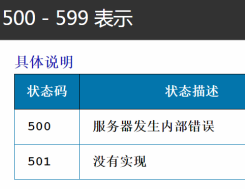 500 - 599 表示
具体说明
状态码 状态描述
500 服务器发生内部错误
501 没有实现